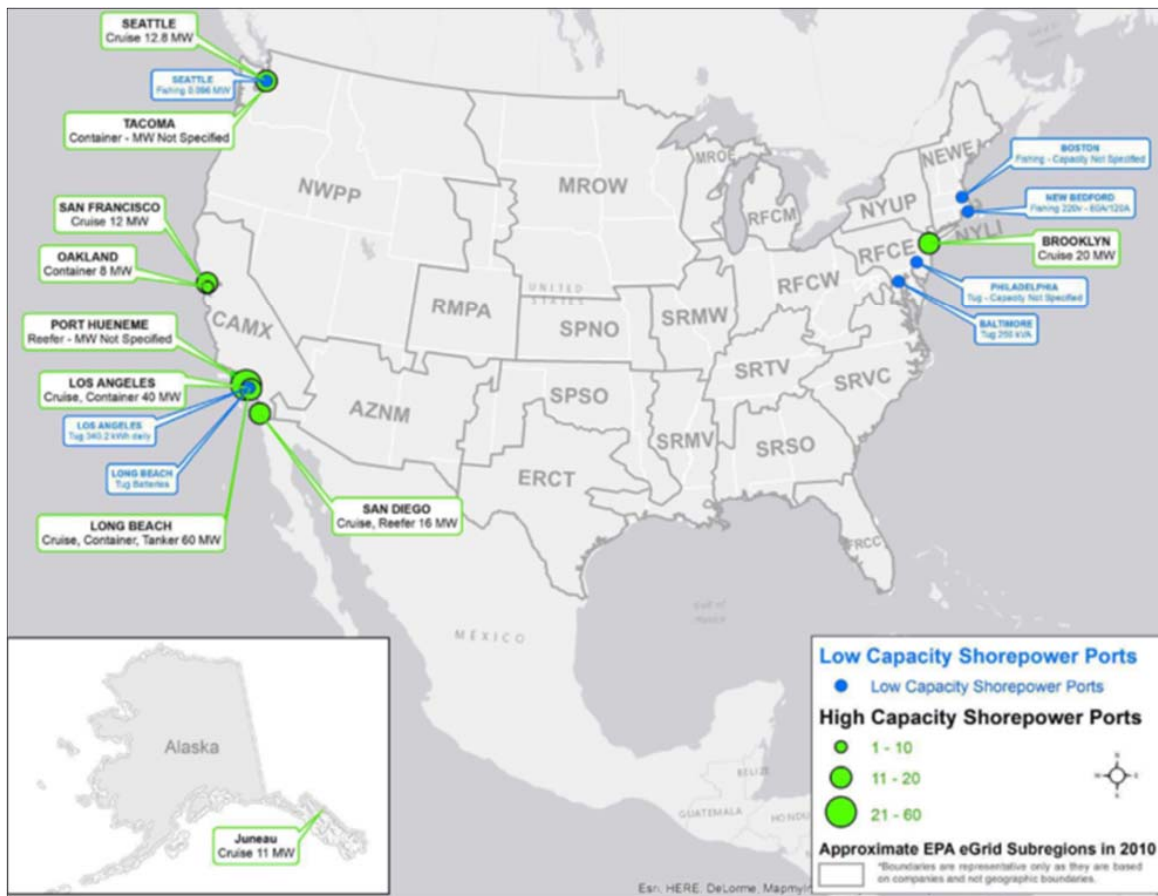 SEATTLE
Cruise 12.8 MW
SEATTLE
Fishing 0.096 MW
TACOMA
Container - MW Not Specified
SAN FRANCISCO
Cruise 12 MW
OAKLAND
Container 8 MW
PORT HUENEME
Reefer - MW Not Specified
LOS ANGELES
Cruise, Container 40 MW
LOS ANGELES
Tug 340.2 kWh daily
LONG BEACH
Tug Batteries
LONG BEACH
Cruise, Container, Tanker 60 MW
SAN DIEGO
Cruise, Reefer 16 MW
BOSTON
Fishing - Capacity Not Specified
NEW BEDFORD
Fishing 220v - 60A/120A
BROOKLYN
Cruise 20 MW
PHILADELPHIA
Tug - Capacity Not Specified
BALTIMORE
Tug 250 kVA
NWPP
MROW
MROE
RFCM
NEWE
NYUP
NYLI
RFCE
RFCW
CAMX
RMPA
UNITED
STATES
SPNO
SRMW
SRTV
SRVC
AZNM
SPSO
SRMV
SRSO
ERCT
FRCC
Gulf of
Mexico
MÉXICO
BELIZE
GUATEMALA
HONDU
Alaska
Juneau
Cruise 11 MW
Low Capacity Shorepower Ports
Low Capacity Shorepower Ports
High Capacity Shorepower Ports
1 - 10
11 - 20
21 - 60
N
W E
S
Approximate EPA eGrid Subregions in 2010
*Boundaries are representative only as they are based
on companies and not geographic boundaries.
Esri, HERE, DeLorme, Mapmyin